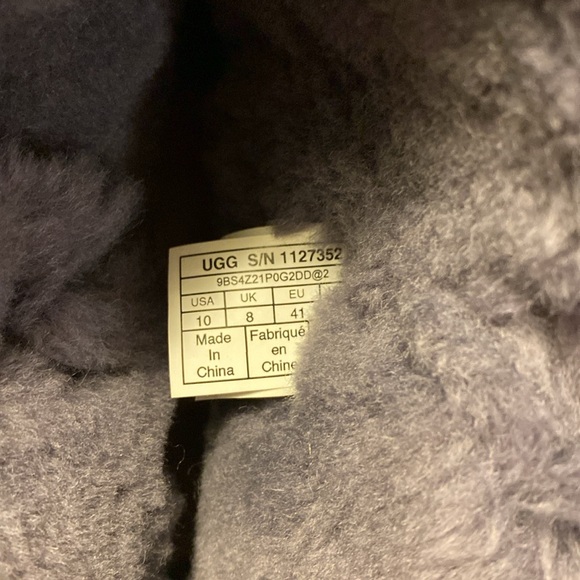 UGG S/N 1127352
9BS4Z21P0G2DD@2
USA UK EU
10 8 41
Made In China
Fabriqué en Chine